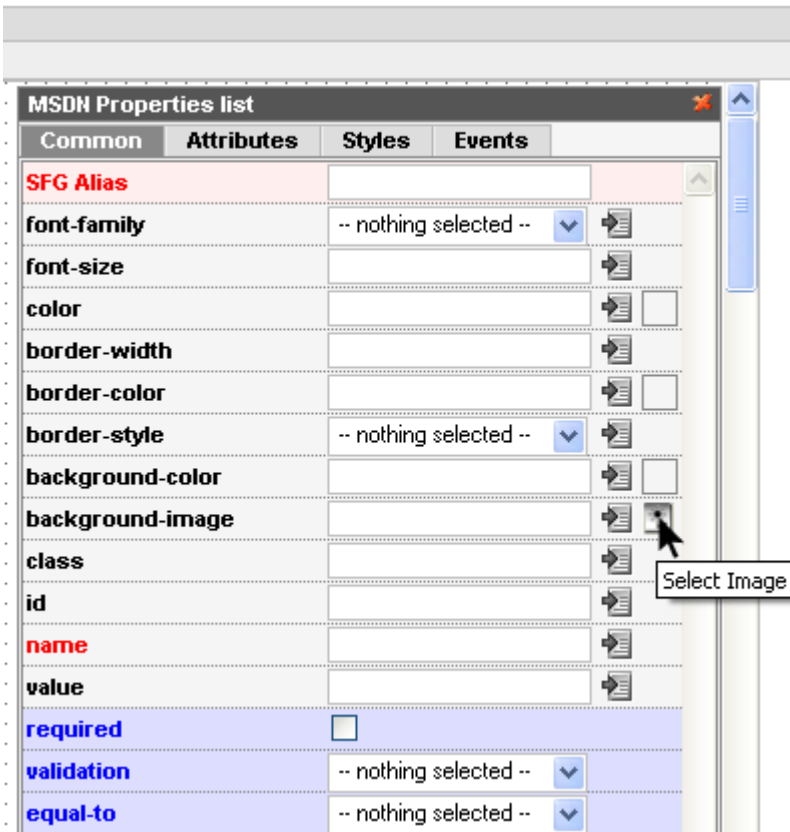 MSDN Properties list
Common Attributes Styles Events
SFG Alias
font-family -- nothing selected --
font-size
color
border-width
border-color
border-style -- nothing selected --
background-color
background-image
class
Select Image
id
name
value
required
validation -- nothing selected --
equal-to -- nothing selected --